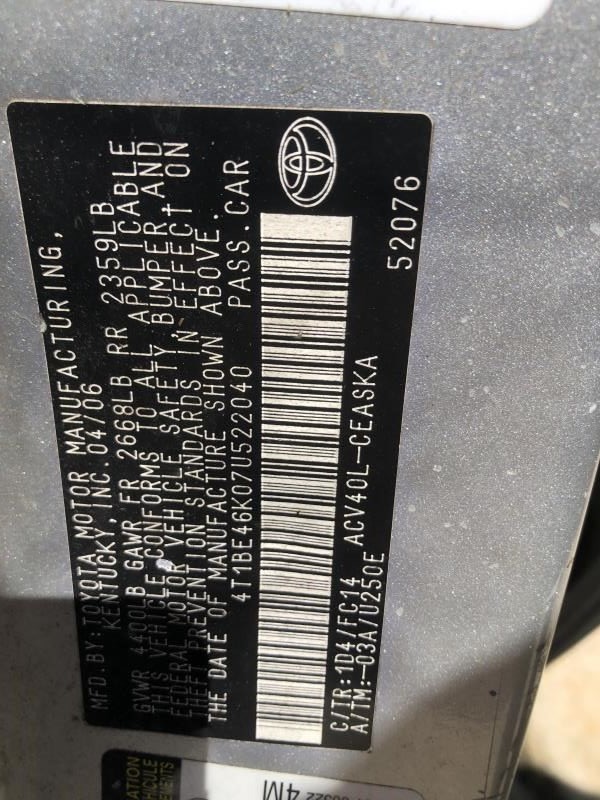 MFD. BY: TOYOTA MOTOR MANUFACTURING,
KENTUCKY, INC. 04/06
GVWR 4400LB GAWR FR 2668LB RR 2359LB
THIS VEHICLE CONFORMS TO ALL APPLICABLE
FEDERAL MOTOR VEHICLE SAFETY, BUMPER AND
THEFT PREVENTION STANDARDS IN EFFECT ON
THE DATE OF MANUFACTURE SHOWN ABOVE.
4T1BE46K07U522040 PASS.CAR
C/TR:1D4/FC14 ACV40L-CEASKA
A/TM:-03A/U250E
52076
4M